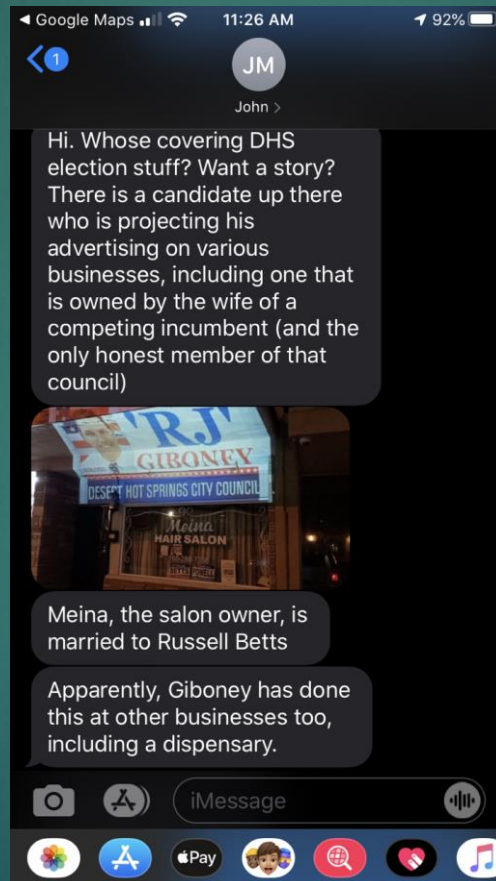 Google Maps
11:26 AM
92%
1
JM
John
Hi. Whose covering DHS
election stuff? Want a story?
There is a candidate up there
who is projecting his
advertising on various
businesses, including one that
is owned by the wife of a
competing incumbent (and the
only honest member of that
council)
'RJ'
GIBONEY
DESERT HOT SPRINGS CITY COUNCIL
Meina
HAIR SALON
Meina, the salon owner, is
married to Russell Betts
Apparently, Giboney has done
this at other businesses too,
including a dispensary.
iMessage
Pay